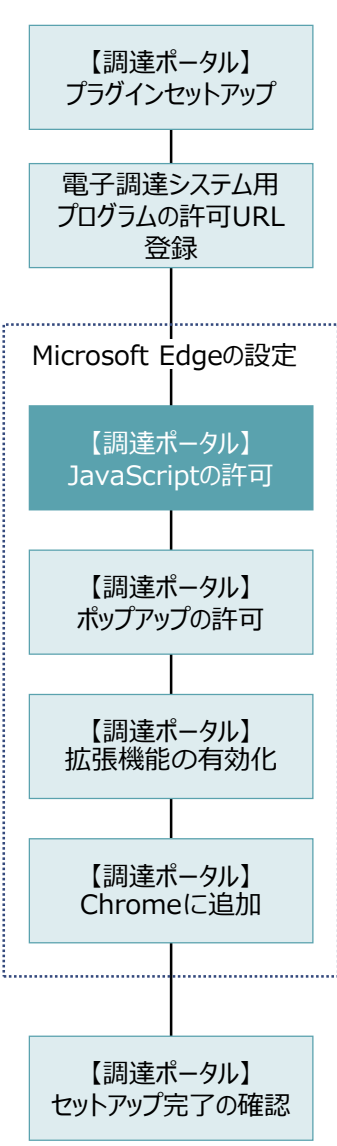 【調達ポータル】
プラグインセットアップ
電子調達システム用
プログラムの許可URL
登録
Microsoft Edgeの設定
【調達ポータル】
JavaScriptの許可
【調達ポータル】
ポップアップの許可
【調達ポータル】
拡張機能の有効化
【調達ポータル】
Chromeに追加
【調達ポータル】
セットアップ完了の確認